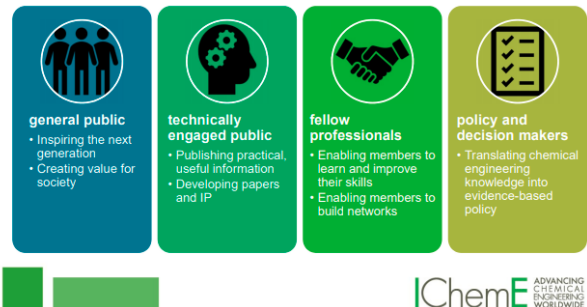 general public
• Inspiring the next
generation
• Creating value for
society
technically
engaged public
• Publishing practical,
useful information
• Developing papers
and IP
fellow
professionals
• Enabling members to
learn and improve
their skills
• Enabling members to
build networks
policy and
decision makers
• Translating chemical
engineering
knowledge into
evidence-based
policy
IChemE
ADVANCING
CHEMICAL
ENGINEERING
WORLDWIDE